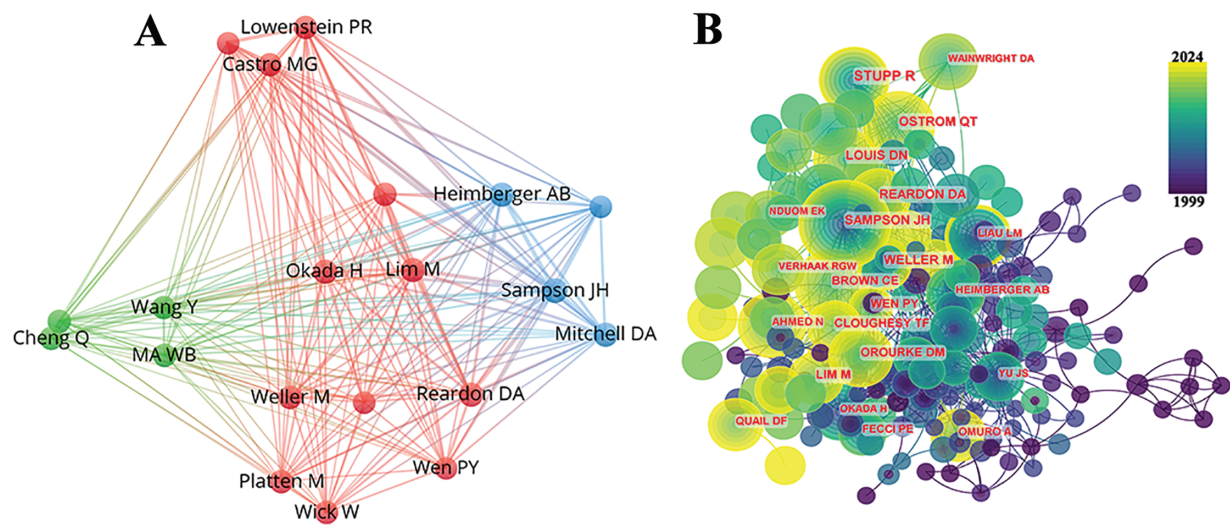 A
Lowenstein PR
Castro MG
Heimberger AB
Okada H
Lim M
Sampson JH
Wang Y
Cheng Q
Mitchell DA
MA WB
Weller M
Reardon DA
Platten M
Wen PY
Wick W
B
2024
1999
WAINWRIGHT DA
STUPP R
OSTROM QT
LOUIS DN
REARDON DA
NDUOM EK
SAMPSON JH
LIAU LM
VERHAAK RGW
WELLER M
BROWN CE
HEIMBERGER AB
WEN PY
AHMED N
CLOUGHESY TF
OROURKE DM
LIM M
YU JS
OKADA H
QUAIL DF
FECCI PE
OMURO A